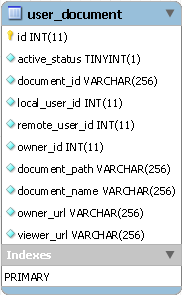 user_document
id INT(11)
active_status TINYINT(1)
document_id VARCHAR(256)
local_user_id INT(11)
remote_user_id INT(11)
owner_id INT(11)
document_path VARCHAR(256)
document_name VARCHAR(256)
owner_url VARCHAR(256)
viewer_url VARCHAR(256)
Indexes
PRIMARY